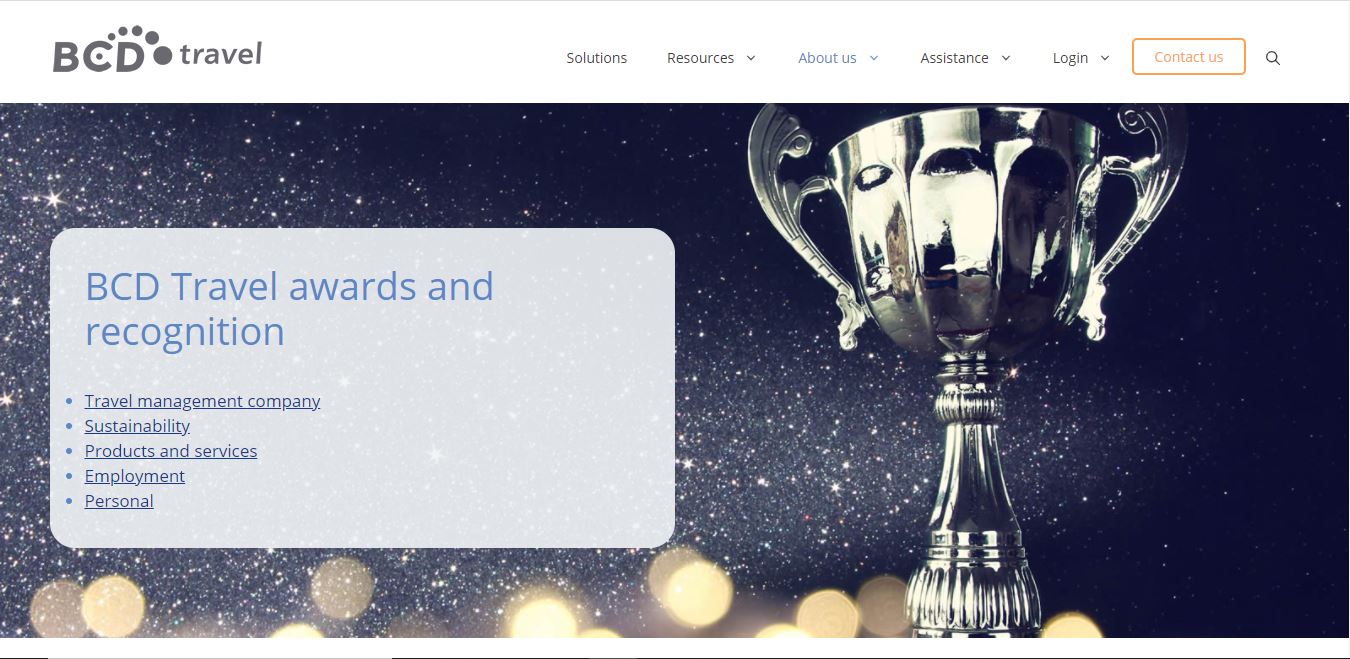 BCD travel
Solutions
Resources
About us
Assistance
Login
Contact us
BCD Travel awards and
recognition
Travel management company
Sustainability
Products and services
Employment
Personal